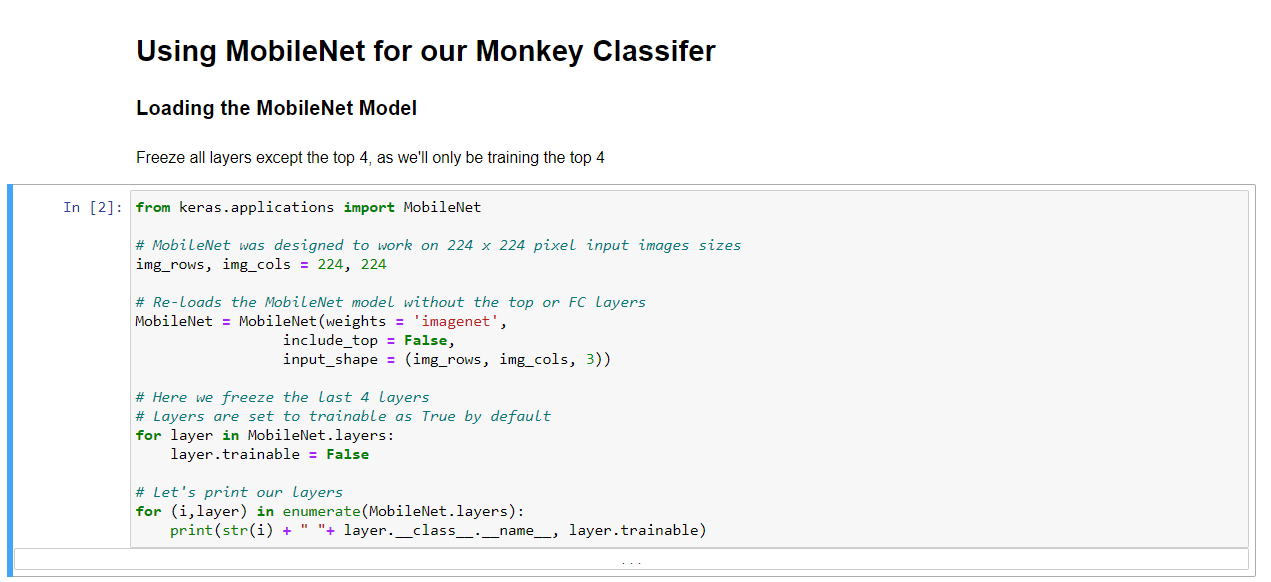 Using MobileNet for our Monkey Classifer
Loading the MobileNet Model
Freeze all layers except the top 4, as we'll only be training the top 4
In [2]:
from keras.applications import MobileNet
# MobileNet was designed to work on 224 x 224 pixel input images sizes
img_rows, img_cols = 224, 224
# Re-loads the MobileNet model without the top or FC layers
MobileNet = MobileNet(weights = 'imagenet',
include_top = False,
input_shape = (img_rows, img_cols, 3))
# Here we freeze the last 4 layers
# Layers are set to trainable as True by default
for layer in MobileNet.layers:
layer.trainable = False
# Let's print our layers
for (i,layer) in enumerate(MobileNet.layers):
print(str(i) + " "+ layer.__class__.__name__, layer.trainable)
...